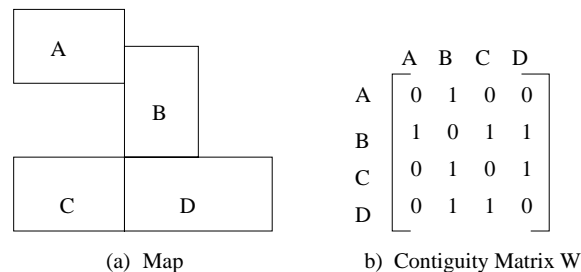 A
B
C D
(a) Map
A B C D
A 0 1 0 0
B 1 0 1 1
C 0 1 0 1
D 0 1 1 0
b) Contiguity Matrix W